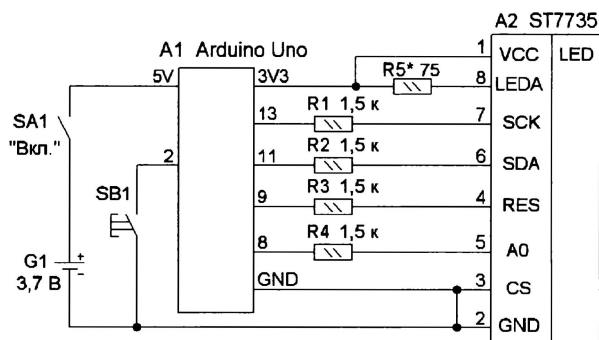 A2 ST7735
A1 Arduino Uno
1 VCC LED
5V 3V3 R5* 75 8 LEDA
SA1 13 R1 1,5 к 7 SCK
"Вкл."
2 11 R2 1,5 к 6 SDA
SB1 9 R3 1,5 к 4 RES
8 R4 1,5 к 5 A0
G1 + GND 3 CS
3,7 В -
2 GND